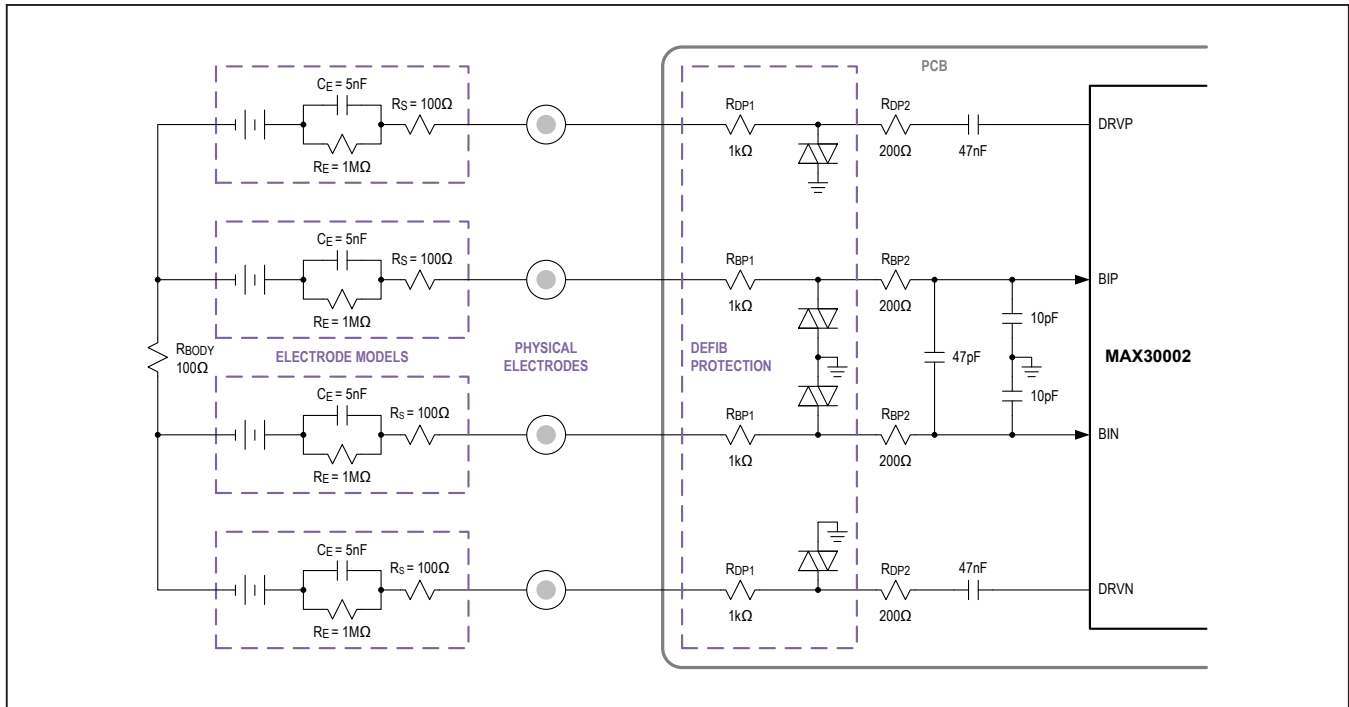 PCB
CE = 5nF
RS = 100Ω
RE = 1MΩ
RDP1
1kΩ
RDP2
200Ω
47nF
DRVP
CE = 5nF
RS = 100Ω
RE = 1MΩ
RBP1
1kΩ
RBP2
200Ω
BIP
10pF
RBODY
100Ω
ELECTRODE MODELS
PHYSICAL
ELECTRODES
DEFIB
PROTECTION
47pF
MAX30002
10pF
CE = 5nF
RS = 100Ω
RE = 1MΩ
RBP1
1kΩ
RBP2
200Ω
BIN
CE = 5nF
RS = 100Ω
RE = 1MΩ
RDP1
1kΩ
RDP2
200Ω
47nF
DRVN